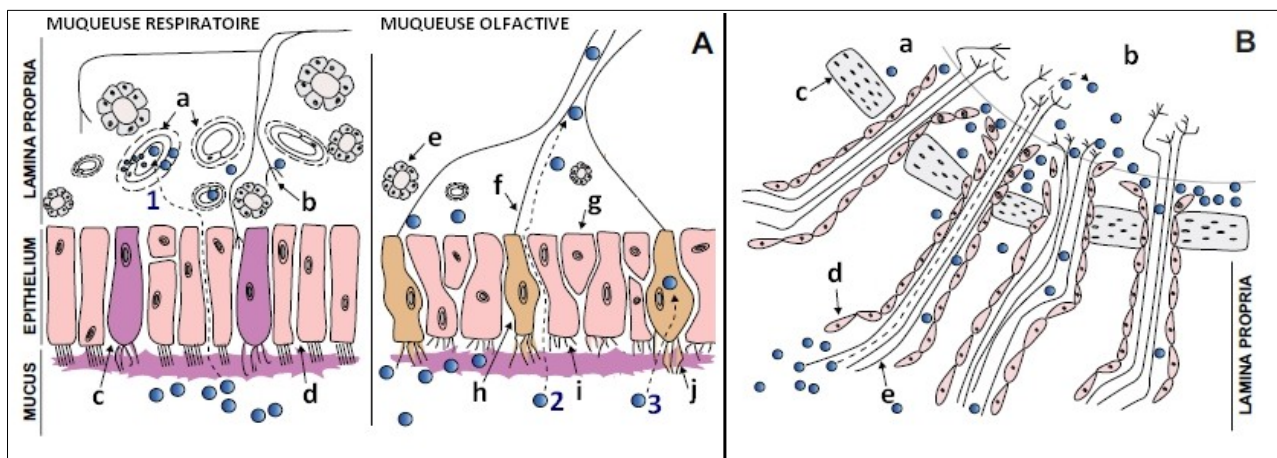 MUQUEUSE RESPIRATOIRE
MUQUEUSE OLFACTIVE
A
B
LAMINA PROPRIA
EPITHELIUM
MUCUS
a
1
b
c
d
e
f
g
h
2
i
3
j
a
b
c
d
e
LAMINA PROPRIA